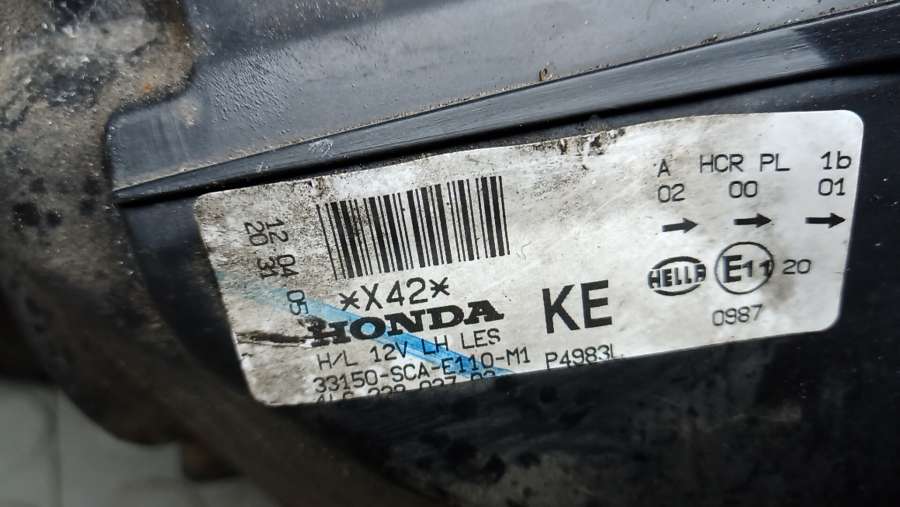 A HCR PL 1b
02 00 01
12 04 05
20 31
*X42*
HONDA
KE
HELLA E11 20
0987
H/L 12V LH LES
33150-SCA-E110-M1 P4983L